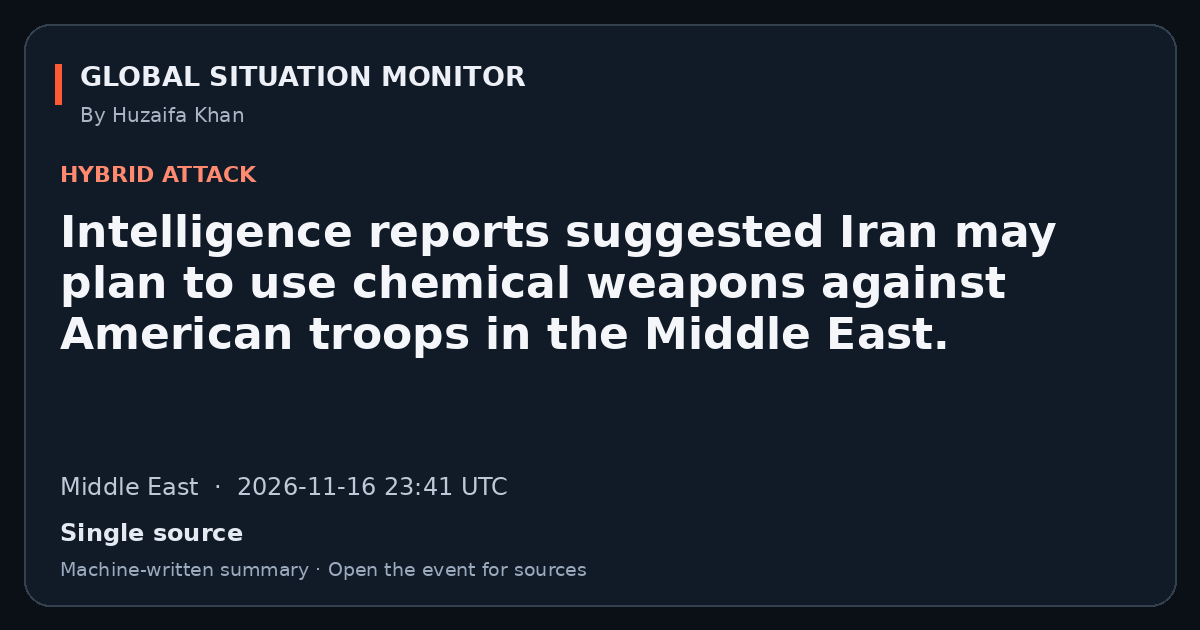 GLOBAL SITUATION MONITOR
By Huzaifa Khan
HYBRID ATTACK
Intelligence reports suggested Iran may
plan to use chemical weapons against
American troops in the Middle East.
Middle East · 2026-11-16 23:41 UTC
Single source
Machine-written summary · Open the event for sources